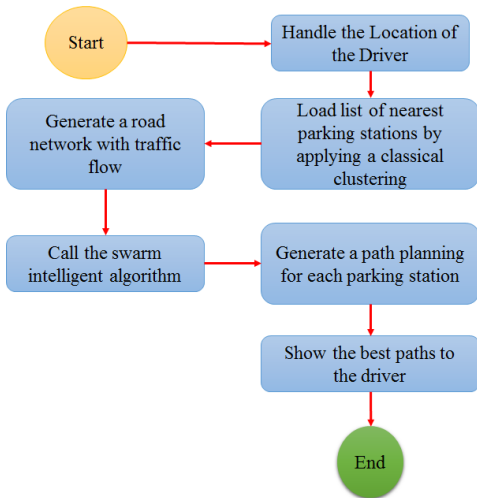 Start
Handle the Location of
the Driver
Load list of nearest
parking stations by
applying a classical
clustering
Generate a road
network with traffic
flow
Call the swarm
intelligent algorithm
Generate a path planning
for each parking station
Show the best paths to
the driver
End